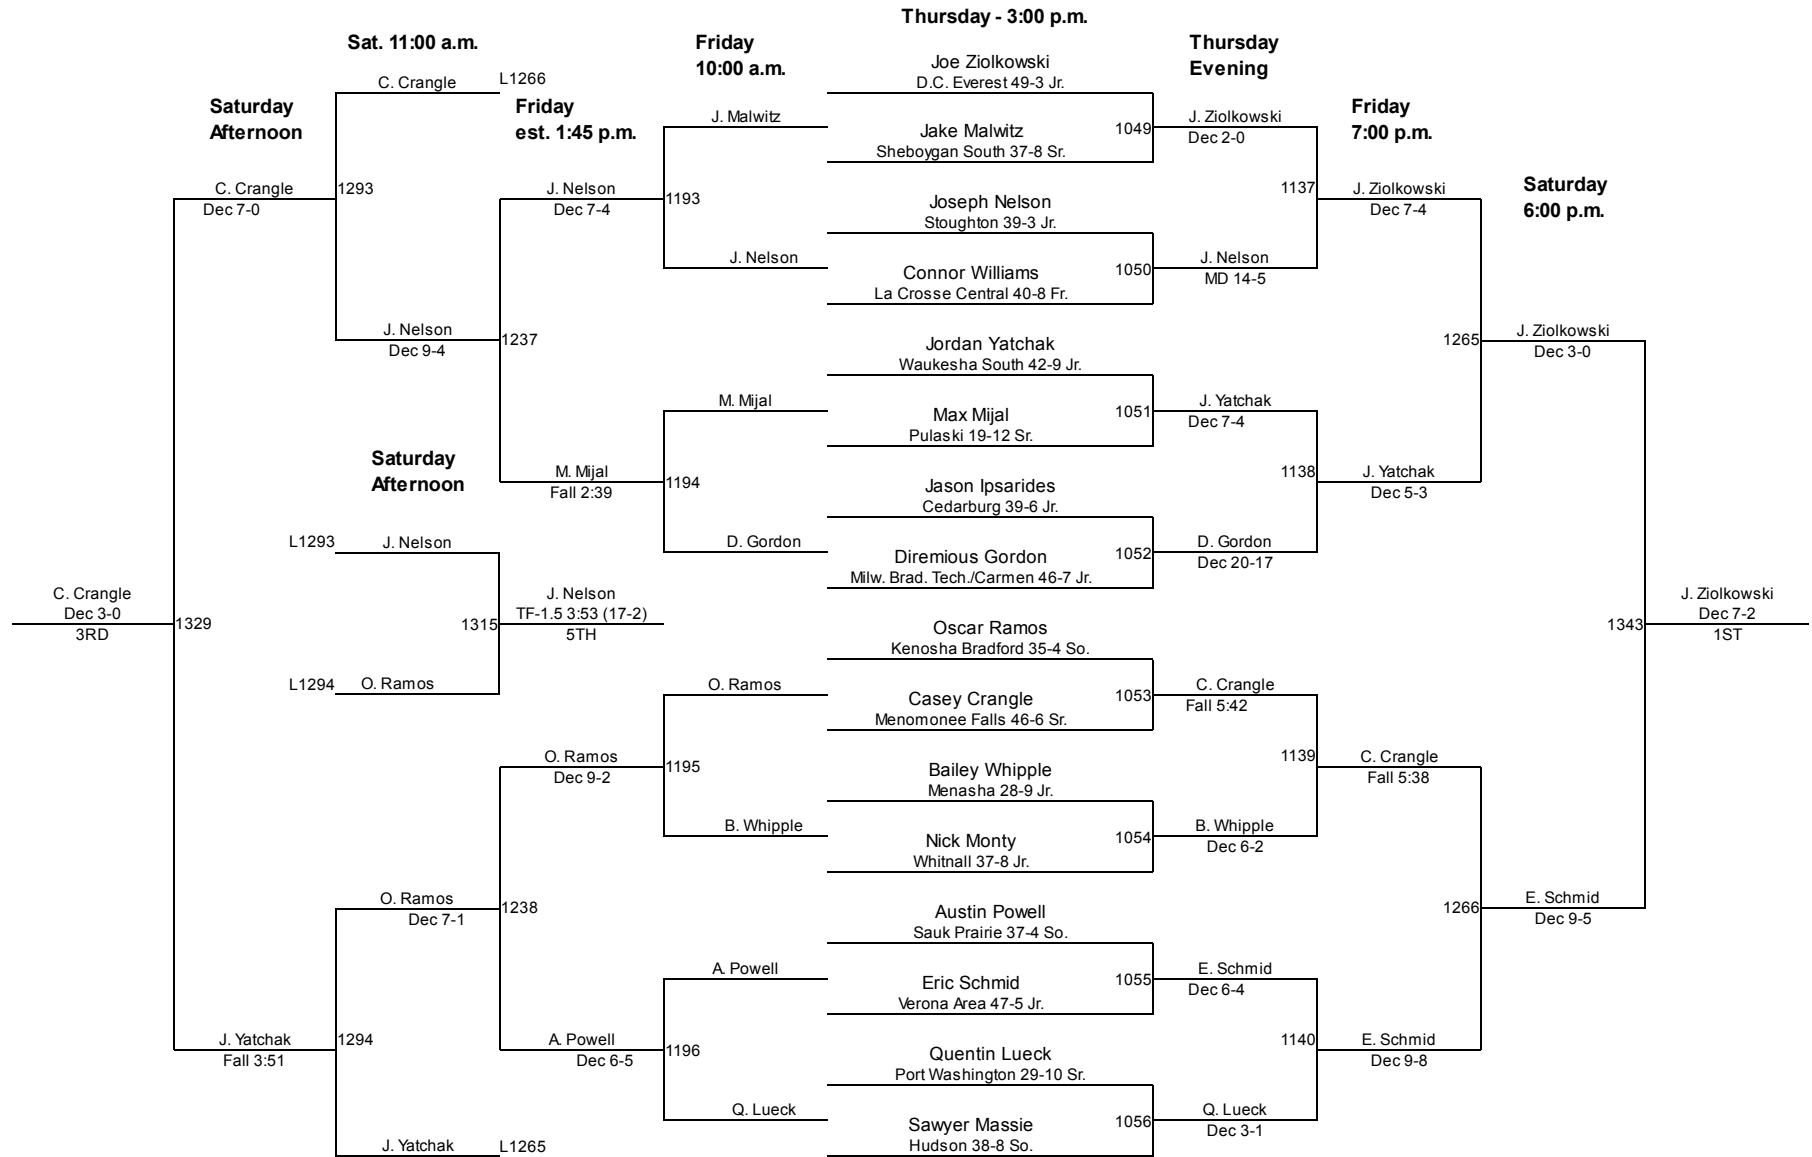 Thursday - 3:00 p.m.
Sat. 11:00 a.m.
Friday
10:00 a.m.
Thursday
Evening
Joe Ziolkowski
D.C. Everest 49-3 Jr.
C. Crangle
L1266
Saturday
Afternoon
Friday
est. 1:45 p.m.
Friday
7:00 p.m.
J. Malwitz
Jake Malwitz
Sheboygan South 37-8 Sr.
1049
J. Ziolkowski
Dec 2-0
C. Crangle
Dec 7-0
1293
J. Nelson
Dec 7-4
1193
Joseph Nelson
Stoughton 39-3 Jr.
1137
J. Ziolkowski
Dec 7-4
Saturday
6:00 p.m.
J. Nelson
Connor Williams
La Crosse Central 40-8 Fr.
1050
J. Nelson
MD 14-5
J. Nelson
Dec 9-4
1237
Jordan Yatchak
Waukesha South 42-9 Jr.
1265
J. Ziolkowski
Dec 3-0
M. Mijal
Max Mijal
Pulaski 19-12 Sr.
1051
J. Yatchak
Dec 7-4
Saturday
Afternoon
M. Mijal
Fall 2:39
1194
Jason Ipsarides
Cedarburg 39-6 Jr.
1138
J. Yatchak
Dec 5-3
L1293
J. Nelson
D. Gordon
Diremious Gordon
Milw. Brad. Tech./Carmen 46-7 Jr.
1052
D. Gordon
Dec 20-17
C. Crangle
Dec 3-0
3RD
1329
1315
J. Nelson
TF-1.5 3:53 (17-2)
5TH
Oscar Ramos
Kenosha Bradford 35-4 So.
1343
J. Ziolkowski
Dec 7-2
1ST
L1294
O. Ramos
O. Ramos
Casey Crangle
Menomonee Falls 46-6 Sr.
1053
C. Crangle
Fall 5:42
O. Ramos
Dec 9-2
1195
Bailey Whipple
Menasha 28-9 Jr.
1139
C. Crangle
Fall 5:38
B. Whipple
Nick Monty
Whitnall 37-8 Jr.
1054
B. Whipple
Dec 6-2
O. Ramos
Dec 7-1
1238
Austin Powell
Sauk Prairie 37-4 So.
1266
E. Schmid
Dec 9-5
A. Powell
Eric Schmid
Verona Area 47-5 Jr.
1055
E. Schmid
Dec 6-4
J. Yatchak
Fall 3:51
1294
A. Powell
Dec 6-5
1196
Quentin Lueck
Port Washington 29-10 Sr.
1140
E. Schmid
Dec 9-8
Q. Lueck
Sawyer Massie
Hudson 38-8 So.
1056
Q. Lueck
Dec 3-1
J. Yatchak
L1265